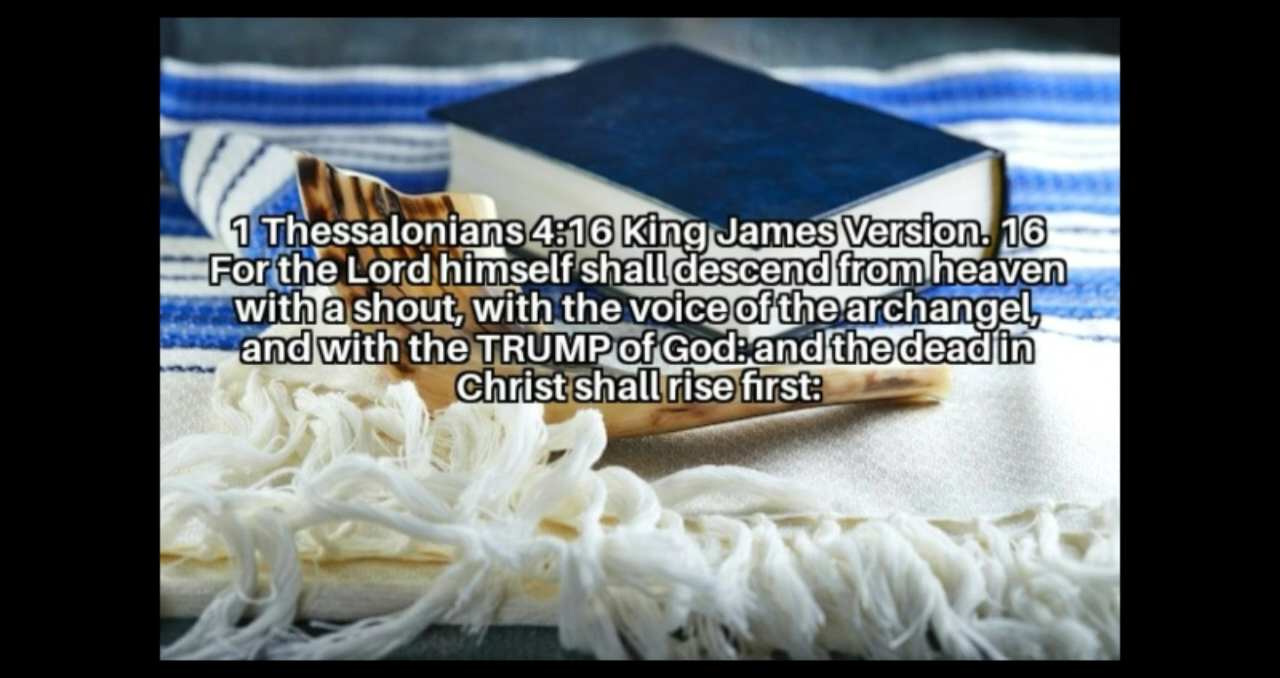 1 Thessalonians 4:16 King James Version. 16
For the Lord himself shall descend from heaven
with a shout, with the voice of the archangel,
and with the TRUMP of God: and the dead in
Christ shall rise first: